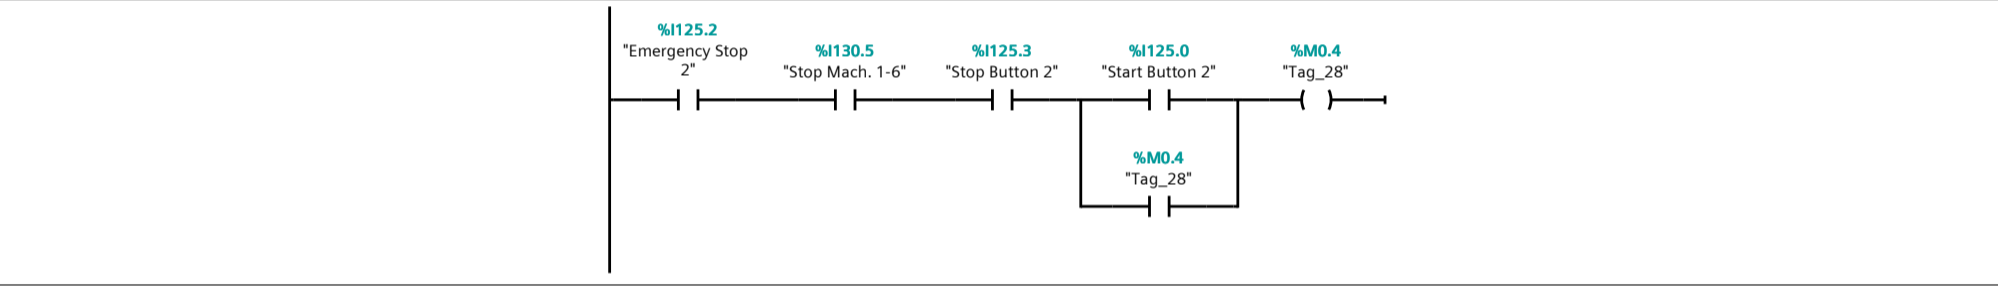 %I125.2
"Emergency Stop
2"
%I130.5
"Stop Mach. 1-6"
%I125.3
"Stop Button 2"
%I125.0
"Start Button 2"
%M0.4
"Tag_28"
%M0.4
"Tag_28"